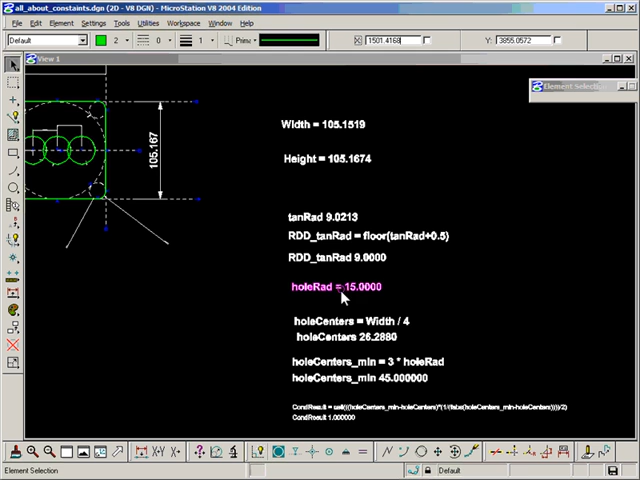 all_about_constaints.dgn (2D - V8 DGN) - MicroStation V8 2004 Edition
File Edit Element Settings Tools Utilities Workspace Window Help
Default 2 0 1 Prima X: 1501.4168 Y: 3855.0572
View 1
Element Selec
105.167
Width = 105.1519
Height = 105.1674
tanRad 9.0213
RDD_tanRad = floor(tanRad+0.5)
RDD_tanRad 9.0000
holeRad = 15.0000
holeCenters = Width / 4
holeCenters 26.2880
holeCenters_min = 3 * holeRad
holeCenters_min 45.000000
CondResult 1.000000
Element Selection Default